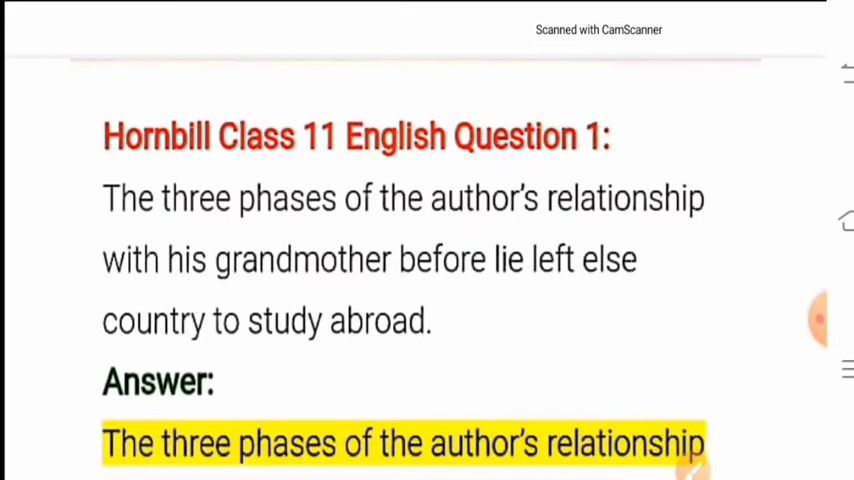 Scanned with CamScanner
Hornbill Class 11 English Question 1:
The three phases of the author's relationship
with his grandmother before lie left else
country to study abroad.
Answer:
The three phases of the author's relationship